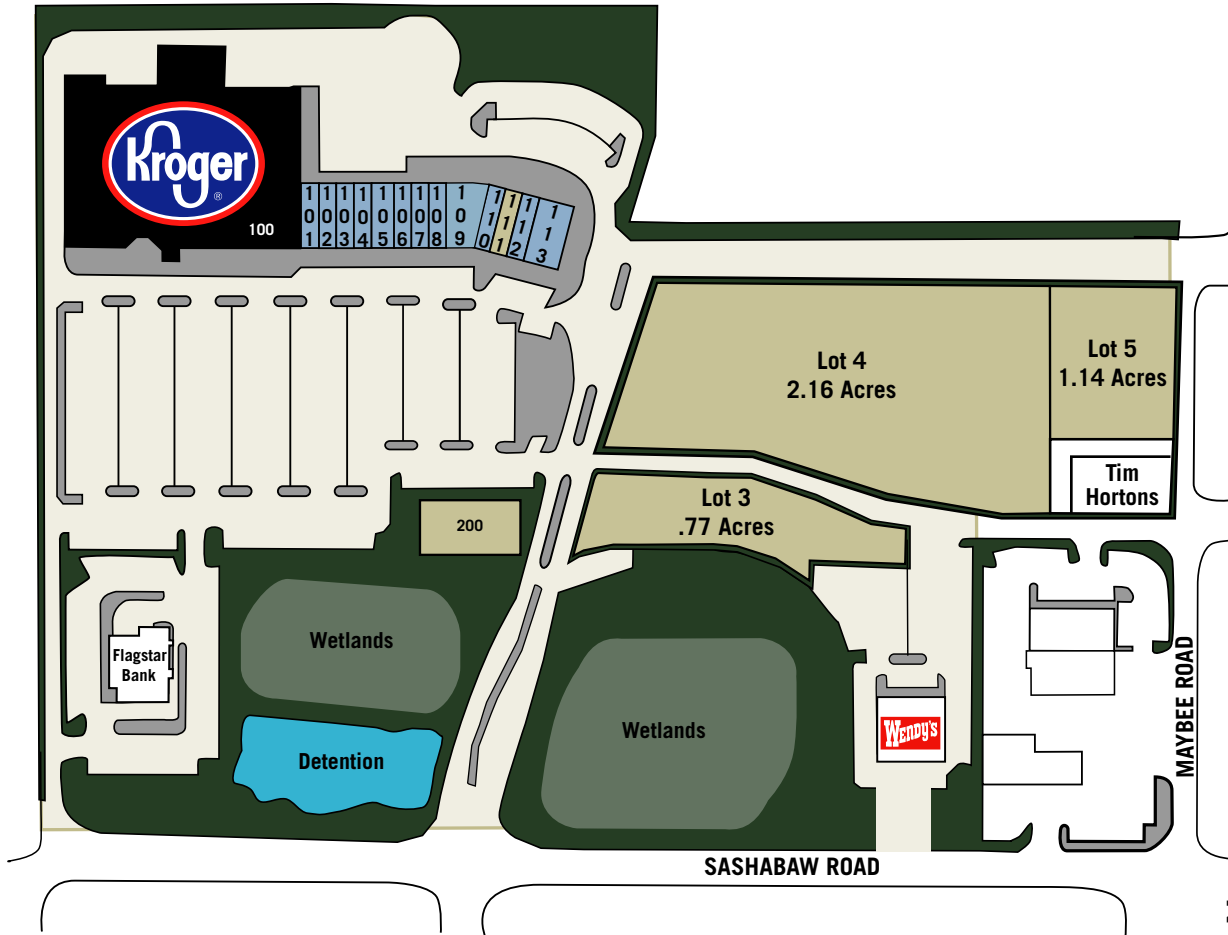 Kroger
®
100
101
102
103
104
105
106
107
108
109
110
111
112
113
Lot 4
2.16 Acres
Lot 5
1.14 Acres
Tim
Hortons
Lot 3
.77 Acres
200
Wetlands
Flagstar
Bank
Detention
Wetlands
WENDY'S
MAYBEE ROAD
SASHABAW ROAD